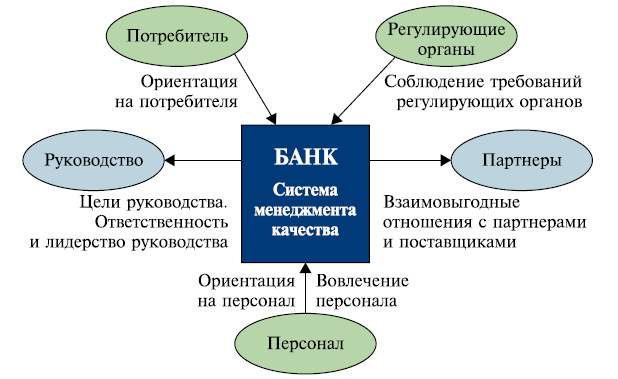 Потребитель
Регулирующие
органы
Ориентация
на потребителя
Соблюдение требований
регулирующих органов
БАНК
Система
менеджмента
качества
Руководство
Партнеры
Цели руководства.
Ответственность
и лидерство руководства
Взаимовыгодные
отношения с партнерами
и поставщиками
Ориентация
на персонал
Вовлечение
персонала
Персонал